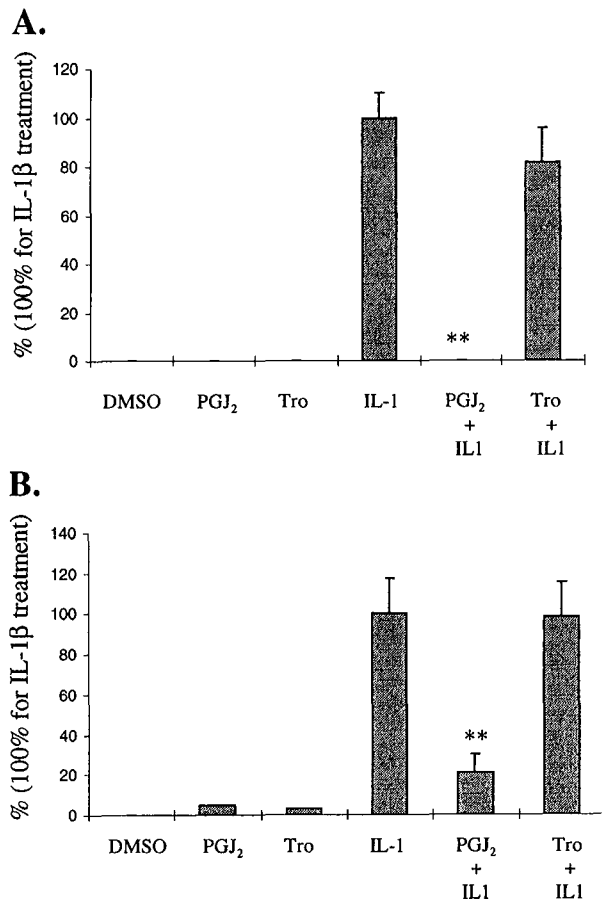 A.
% (100% for IL-1β treatment)
120
100
80
60
40
20
0
**
DMSO PGJ₂ Tro IL-1 PGJ₂ + IL1 Tro + IL1
B.
% (100% for IL-1β treatment)
140
120
100
80
60
40
20
0
**
DMSO PGJ₂ Tro IL-1 PGJ₂ + IL1 Tro + IL1